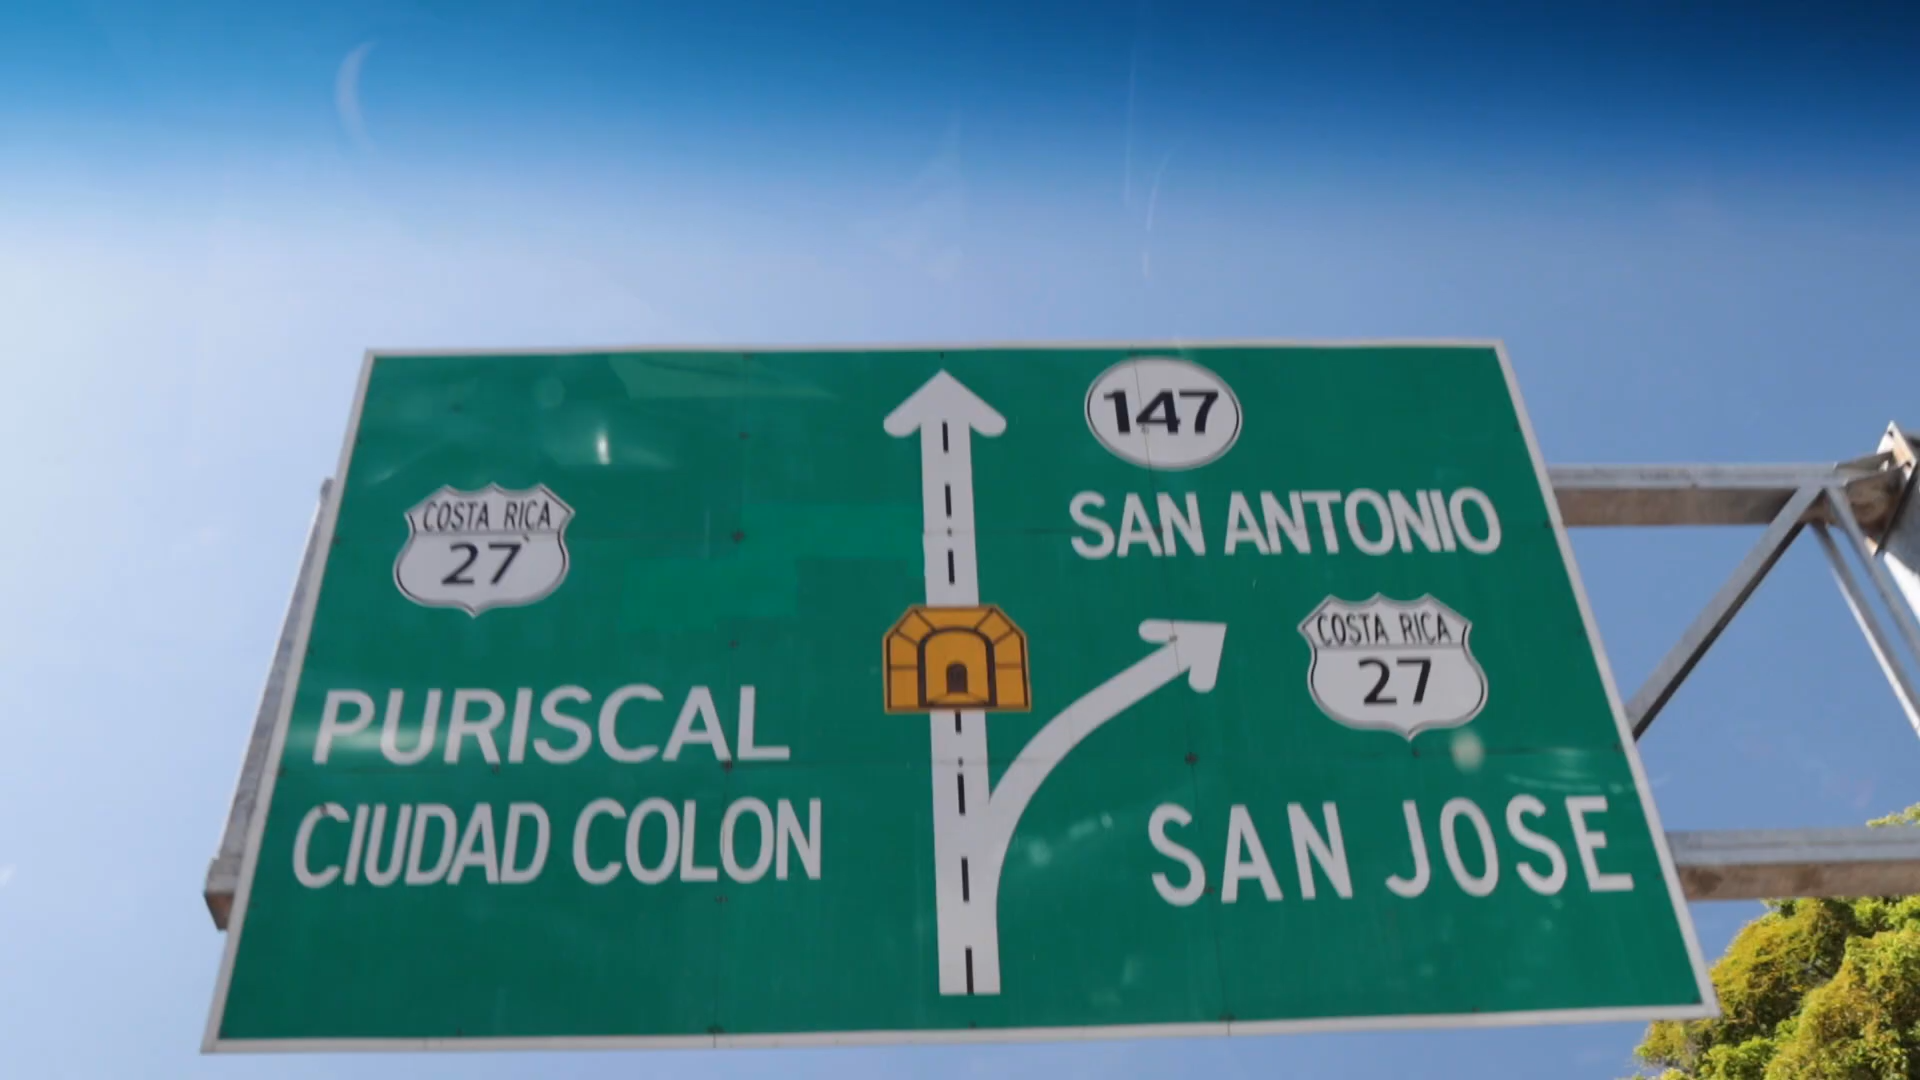 COSTA RICA
27
PURISCAL
CIUDAD COLON
147
SAN ANTONIO
COSTA RICA
27
SAN JOSE